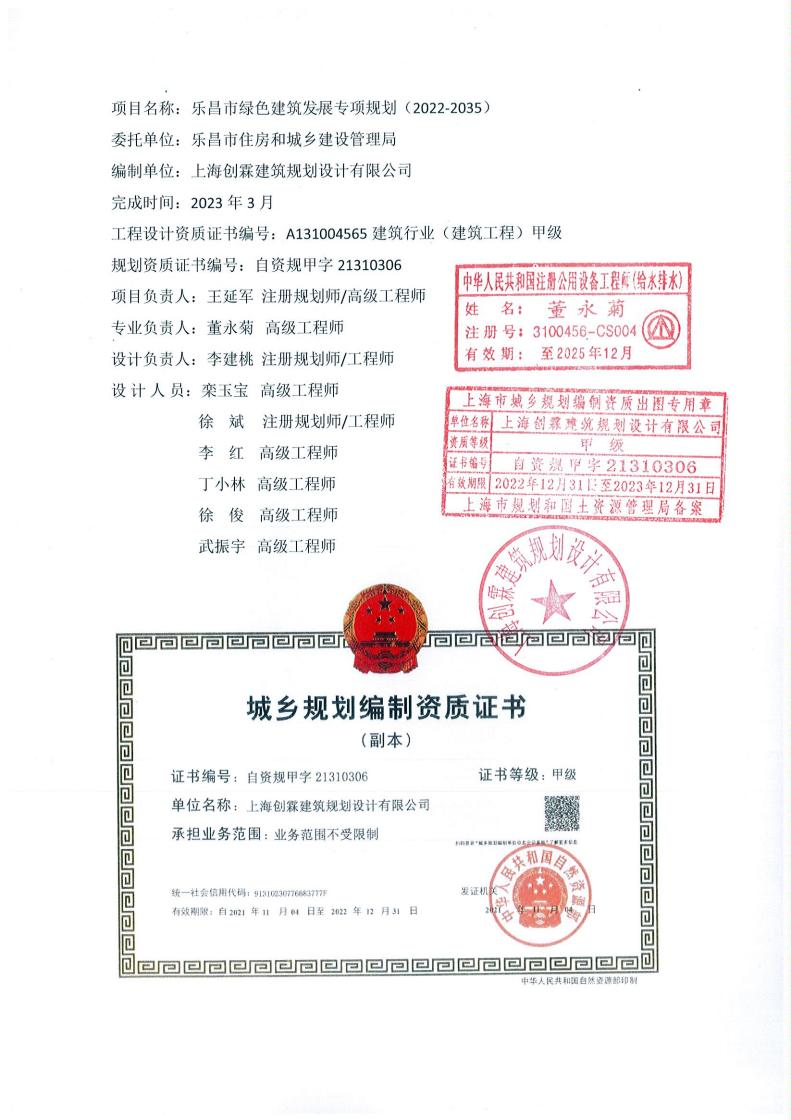 项目名称：乐昌市绿色建筑发展专项规划（2022-2035）
委托单位：乐昌市住房和城乡建设管理局
编制单位：上海创霖建筑规划设计有限公司
完成时间：2023 年 3 月
工程设计资质证书编号：A131004565 建筑行业（建筑工程）甲级
规划资质证书编号：自资规甲字 21310306
项目负责人：王延军 注册规划师/高级工程师
专业负责人：董永菊 高级工程师
设计负责人：李建桃 注册规划师/工程师
设 计 人 员：栾玉宝 高级工程师
徐 斌 注册规划师/工程师
李 红 高级工程师
丁小林 高级工程师
徐 俊 高级工程师
武振宇 高级工程师
中华人民共和国注册公用设备工程师(给水排水)
姓 名： 董永菊
注册号：3100456-CS004
有效期： 至2025年12月
上海市城乡规划编制资质出图专用章
单位名称 上海创霖建筑规划设计有限公司
资质等级 甲 级
证书编号 自资规甲字21310306
有效期限 2022年12月31日至2023年12月31日
上海市规划和国土资源管理局备案
上海创霖建筑规划设计有限公司
城乡规划编制资质证书
（副本）
证书编号：自资规甲字 21310306 证书等级：甲级
单位名称：上海创霖建筑规划设计有限公司
承担业务范围：业务范围不受限制
统一社会信用代码：91310230776683777F
发证机关
中华人民共和国自然资源部
有效期限：自 2021 年 11 月 04 日至 2022 年 12 月 31 日
2021 年 11 月 04 日
中华人民共和国自然资源部印制